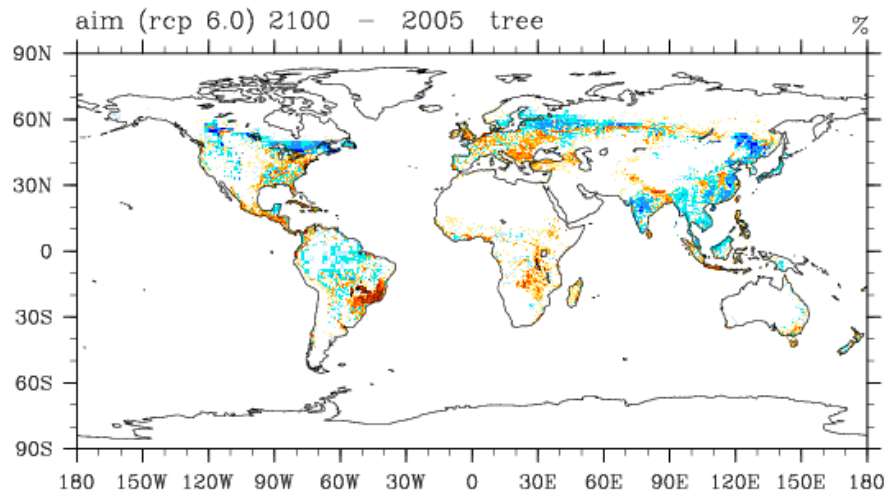 aim (rcp 6.0) 2100 – 2005 tree %
90N
60N
30N
0
30S
60S
90S
180 150W 120W 90W 60W 30W 0 30E 60E 90E 120E 150E 180